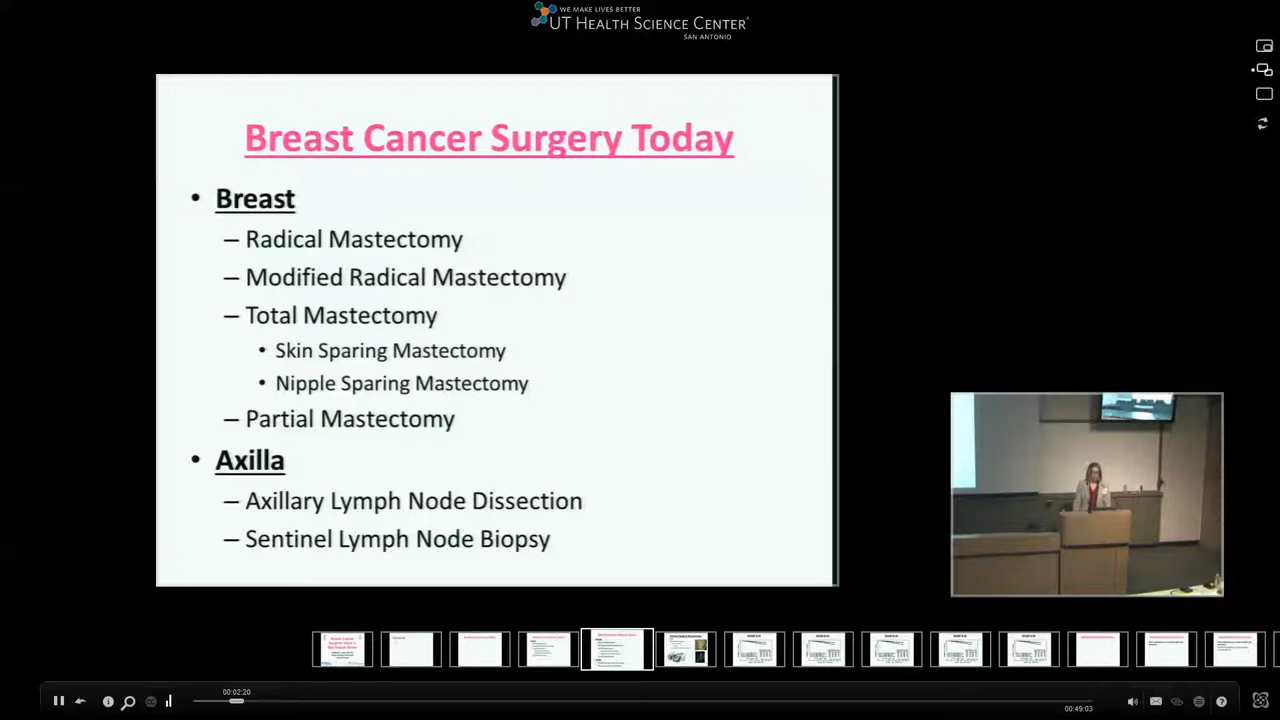 WE MAKE LIVES BETTER
UT HEALTH SCIENCE CENTER®
SAN ANTONIO
Breast Cancer Surgery Today
• Breast
– Radical Mastectomy
– Modified Radical Mastectomy
– Total Mastectomy
• Skin Sparing Mastectomy
• Nipple Sparing Mastectomy
– Partial Mastectomy
• Axilla
– Axillary Lymph Node Dissection
– Sentinel Lymph Node Biopsy
00:02:20
00:49:03